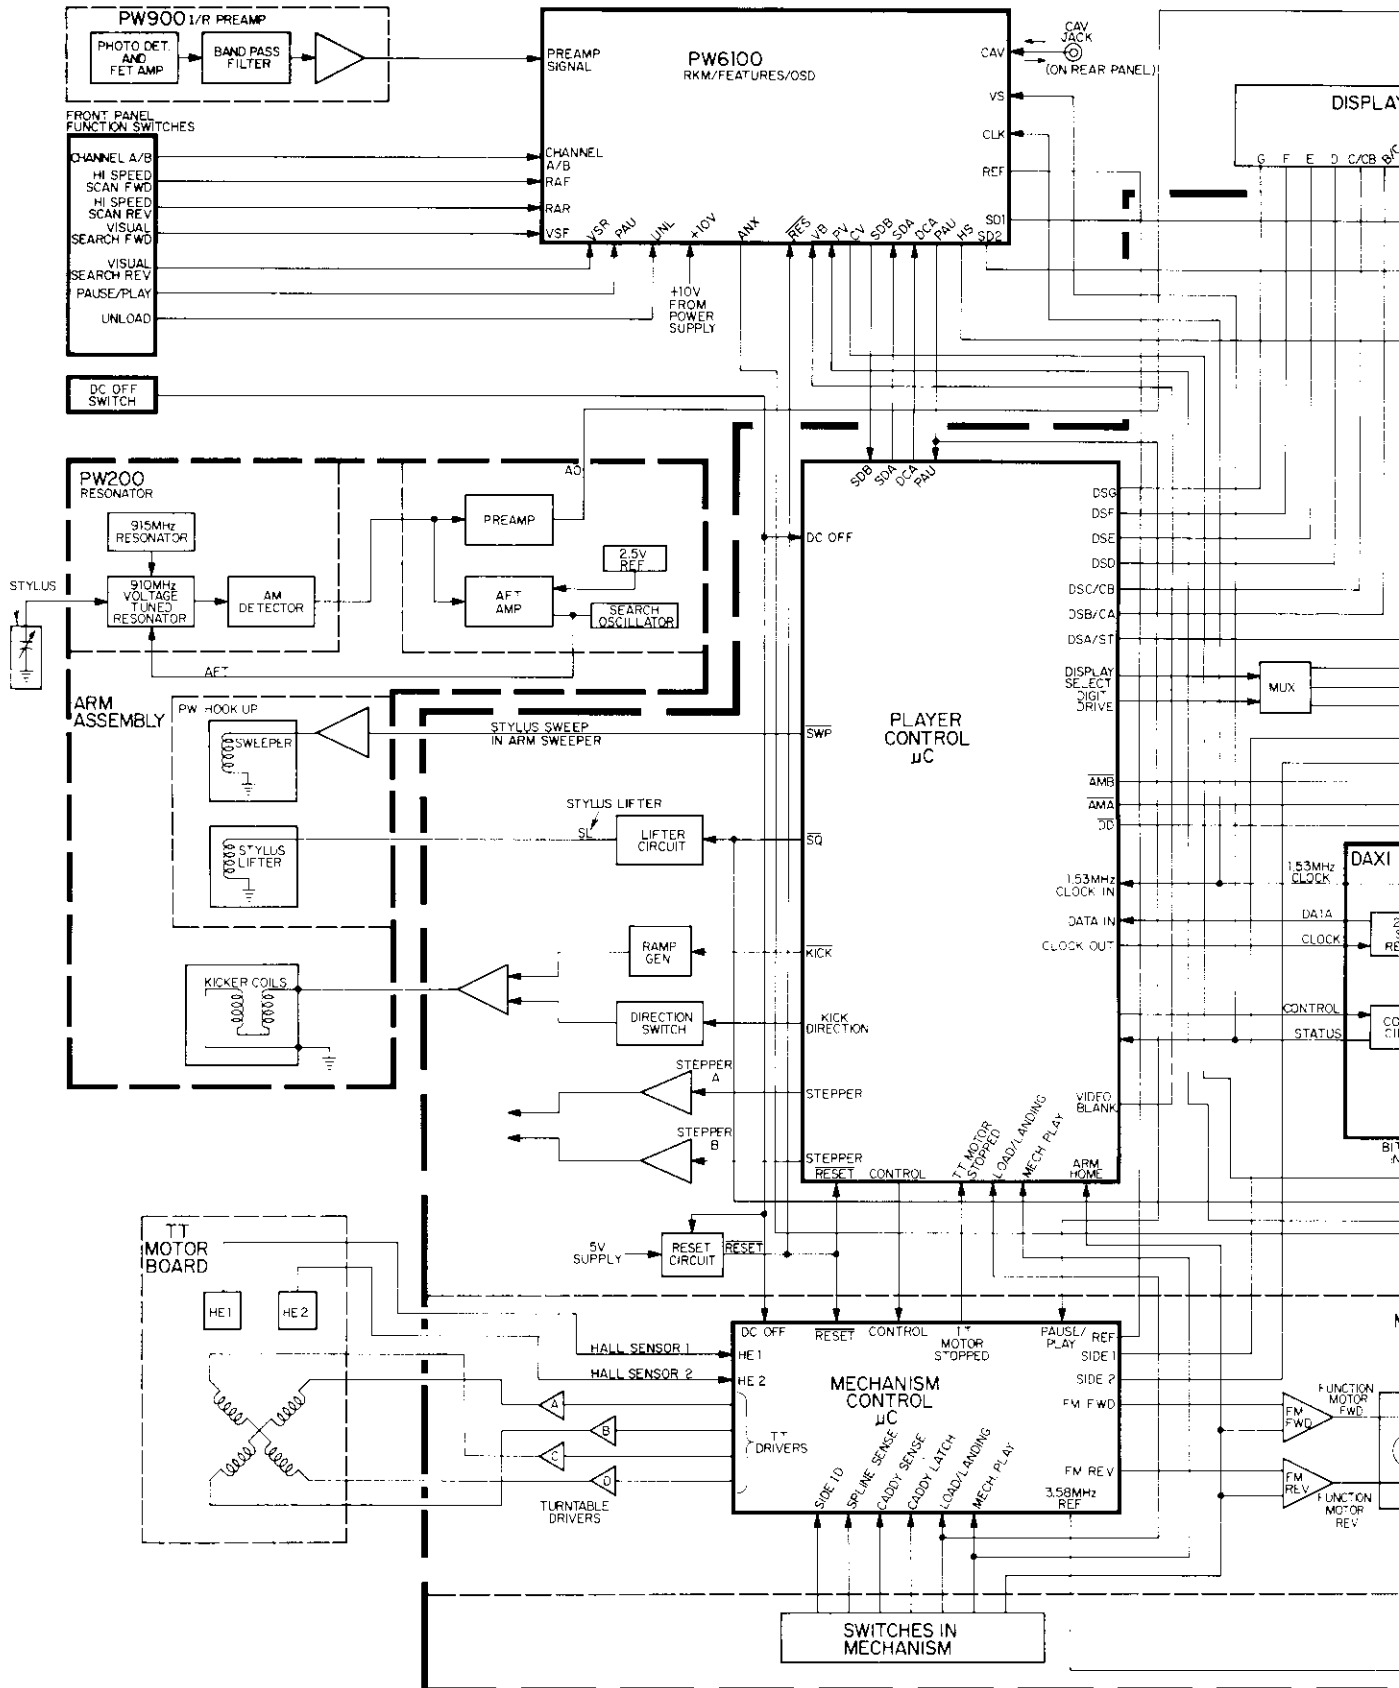 PW900 I/R PREAMP
PHOTO DET.
AND
FET AMP
BAND PASS
FILTER
PREAMP
SIGNAL
PW6100
RKM/FEATURES/OSD
CAV
CAV
JACK
(ON REAR PANEL)
VS
CLK
REF
SD1
SD2
DISPLAY
G F E D C/CB B/C
FRONT PANEL
FUNCTION SWITCHES
CHANNEL A/B
HI SPEED
SCAN FWD
HI SPEED
SCAN REV
VISUAL
SEARCH FWD
VISUAL
SEARCH REV
PAUSE/PLAY
UNLOAD
CHANNEL
A/B
RAF
RAR
VSF
VSR
PAU
UNL
+10V
ANX
RES
VB
PV
CV
SDB
SDA
DCA
PAU
HS
+10V
FROM
POWER
SUPPLY
DC OFF
SWITCH
PW200
RESONATOR
915MHz
RESONATOR
910MHz
VOLTAGE
TUNED
RESONATOR
AM
DETECTOR
STYLUS
AFT
AO
PREAMP
AFT
AMP
2.5V
REF
SEARCH
OSCILLATOR
ARM
ASSEMBLY
PW HOOK UP
SWEEPER
STYLUS
LIFTER
KICKER COILS
STYLUS SWEEP
IN ARM SWEEPER
STYLUS LIFTER
SL
LIFTER
CIRCUIT
RAMP
GEN
DIRECTION
SWITCH
STEPPER
A
STEPPER
B
SDB
SDA
DCA
PAU
DC OFF
SWP
SQ
KICK
KICK
DIRECTION
STEPPER
STEPPER
RESET
CONTROL
TT MOTOR
STOPPED
LOAD/LANDING
MECH. PLAY
ARM
HOME
PLAYER
CONTROL
µC
DSG
DSF
DSE
DSD
DSC/CB
DSB/CA
DSA/ST
DISPLAY
SELECT
DIGIT
DRIVE
MUX
AMB
AMA
DD
1.53MHz
CLOCK IN
DATA IN
CLOCK OUT
VIDEO
BLANK
DAXI
1.53MHz
CLOCK
DATA
CLOCK
CONTROL
STATUS
5V
SUPPLY
RESET
CIRCUIT
RESET
TT
MOTOR
BOARD
HE1
HE2
HALL SENSOR 1
HALL SENSOR 2
A
B
C
D
TURNTABLE
DRIVERS
DC OFF
RESET
CONTROL
TT
MOTOR
STOPPED
PAUSE/
PLAY
REF
SIDE 1
SIDE 2
FM FWD
FM REV
3.58MHz
REF
HE1
HE2
TT
DRIVERS
MECHANISM
CONTROL
µC
SIDE ID
SPLINE SENSE
CADDY SENSE
CADDY LATCH
LOAD/LANDING
MECH. PLAY
FM
FWD
FUNCTION
MOTOR
FWD
FM
REV
FUNCTION
MOTOR
REV
SWITCHES IN
MECHANISM